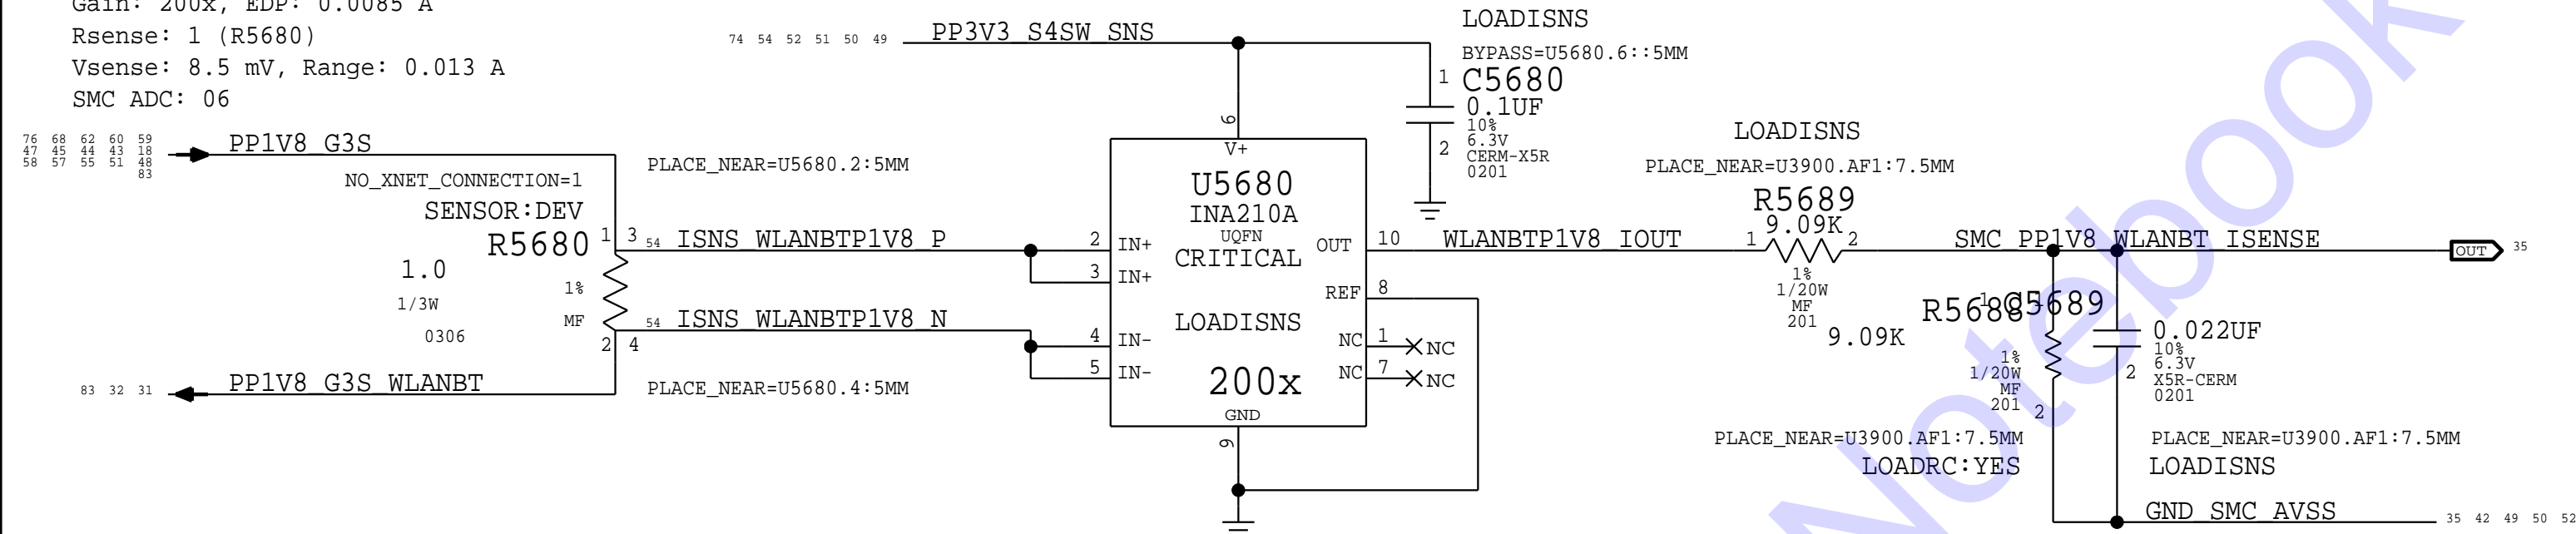 Gain: 200x, EDP: 0.0085 A
Rsense: 1 (R5680)
Vsense: 8.5 mV, Range: 0.013 A
SMC ADC: 06
76 68 62 60 59
47 45 44 43 18
58 57 55 51 48
83
PP1V8_G3S
NO_XNET_CONNECTION=1
SENSOR:DEV
R5680
1.0
1/3W
0306
1%
MF
1 3
2 4
83 32 31
PP1V8_G3S_WLANBT
PLACE_NEAR=U5680.2:5MM
54 ISNS_WLANBTP1V8_P
54 ISNS_WLANBTP1V8_N
PLACE_NEAR=U5680.4:5MM
74 54 52 51 50 49
PP3V3_S4SW_SNS
6
V+
U5680
INA210A
UQFN
CRITICAL
LOADISNS
200x
GND
9
2 IN+
3 IN+
4 IN-
5 IN-
OUT 10
REF 8
NC 1 NC
NC 7 NC
LOADISNS
BYPASS=U5680.6::5MM
1 C5680
0.1UF
10%
6.3V
2 CERM-X5R
0201
WLANBTP1V8_IOUT
LOADISNS
PLACE_NEAR=U3900.AF1:7.5MM
R5689
9.09K
1 2
1%
1/20W
MF
201
SMC_PP1V8_WLANBT_ISENSE
OUT 35
R5688
1
9.09K
1%
1/20W
MF
201
2
PLACE_NEAR=U3900.AF1:7.5MM
LOADRC:YES
C5689
1
0.022UF
10%
6.3V
2 X5R-CERM
0201
PLACE_NEAR=U3900.AF1:7.5MM
LOADISNS
GND_SMC_AVSS
35 42 49 50 52
Notebook